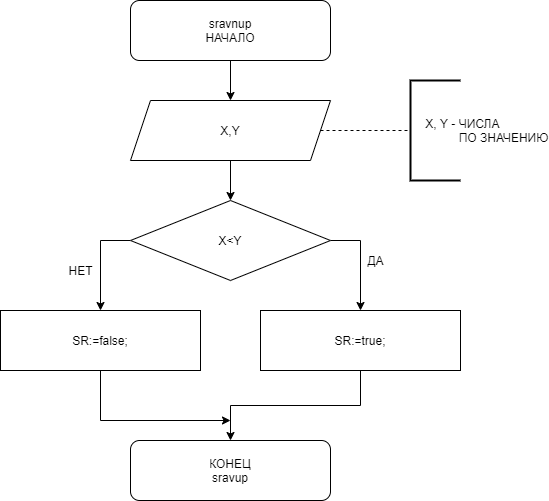 sravnup
НАЧАЛО
X,Y
X, Y - ЧИСЛА
ПО ЗНАЧЕНИЮ
X<Y
НЕТ
ДА
SR:=false;
SR:=true;
КОНЕЦ
sravup